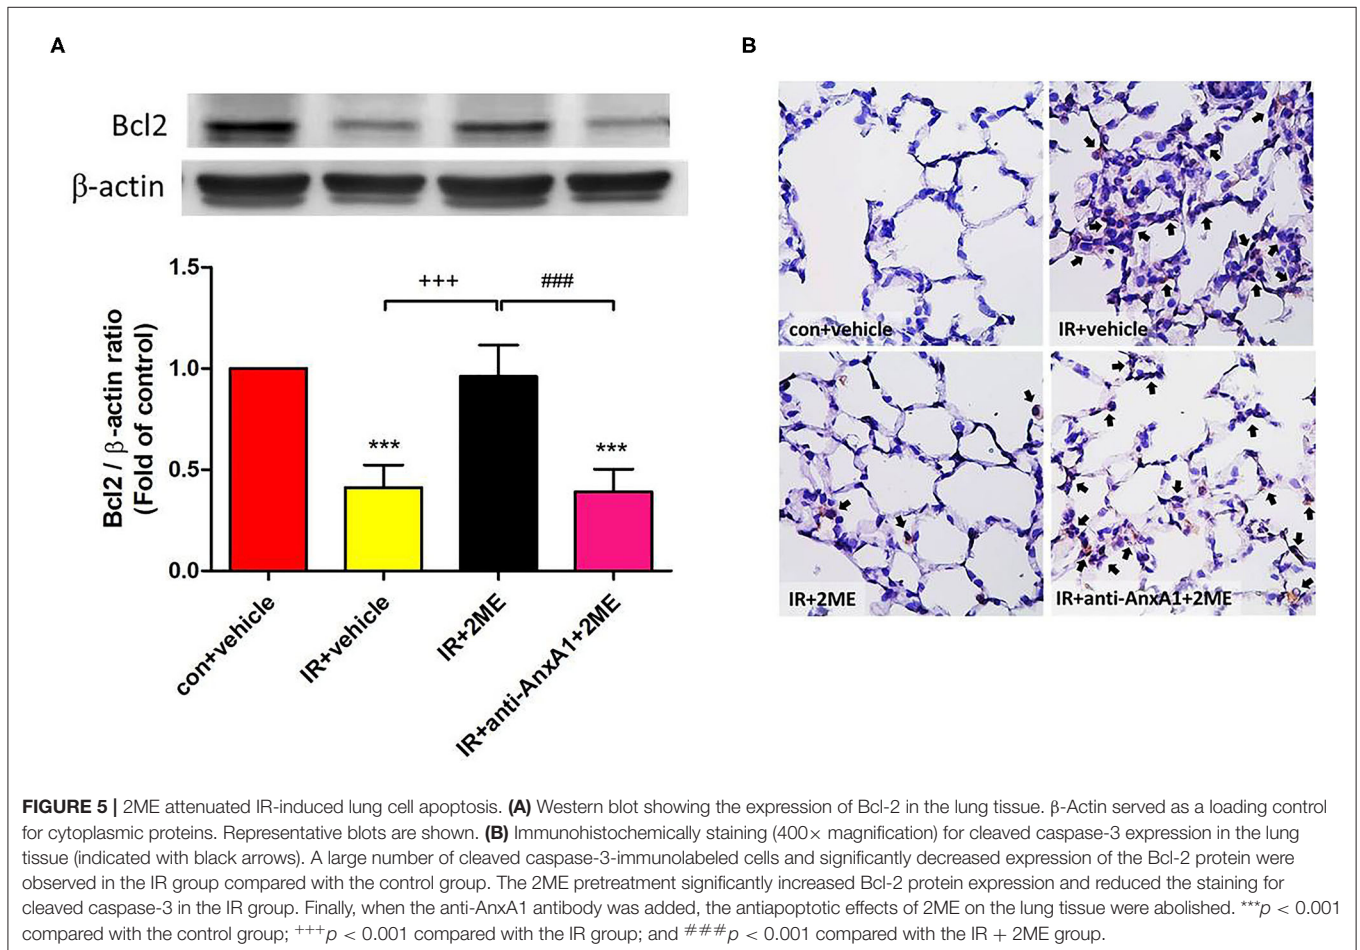 A
B
Bcl2
β-actin
1.5
1.0
0.5
0.0
Bcl2 / β-actin ratio
(Fold of control)
+++
###
***
***
con+vehicle
IR+vehicle
IR+2ME
IR+anti-AnxA1+2ME
con+vehicle
IR+vehicle
IR+2ME
IR+anti-AnxA1+2ME
FIGURE 5 | 2ME attenuated IR-induced lung cell apoptosis. (A) Western blot showing the expression of Bcl-2 in the lung tissue. β-Actin served as a loading control
for cytoplasmic proteins. Representative blots are shown. (B) Immunohistochemically staining (400× magnification) for cleaved caspase-3 expression in the lung
tissue (indicated with black arrows). A large number of cleaved caspase-3-immunolabeled cells and significantly decreased expression of the Bcl-2 protein were
observed in the IR group compared with the control group. The 2ME pretreatment significantly increased Bcl-2 protein expression and reduced the staining for
cleaved caspase-3 in the IR group. Finally, when the anti-AnxA1 antibody was added, the antiapoptotic effects of 2ME on the lung tissue were abolished. ***p < 0.001
compared with the control group; +++p < 0.001 compared with the IR group; and ###p < 0.001 compared with the IR + 2ME group.